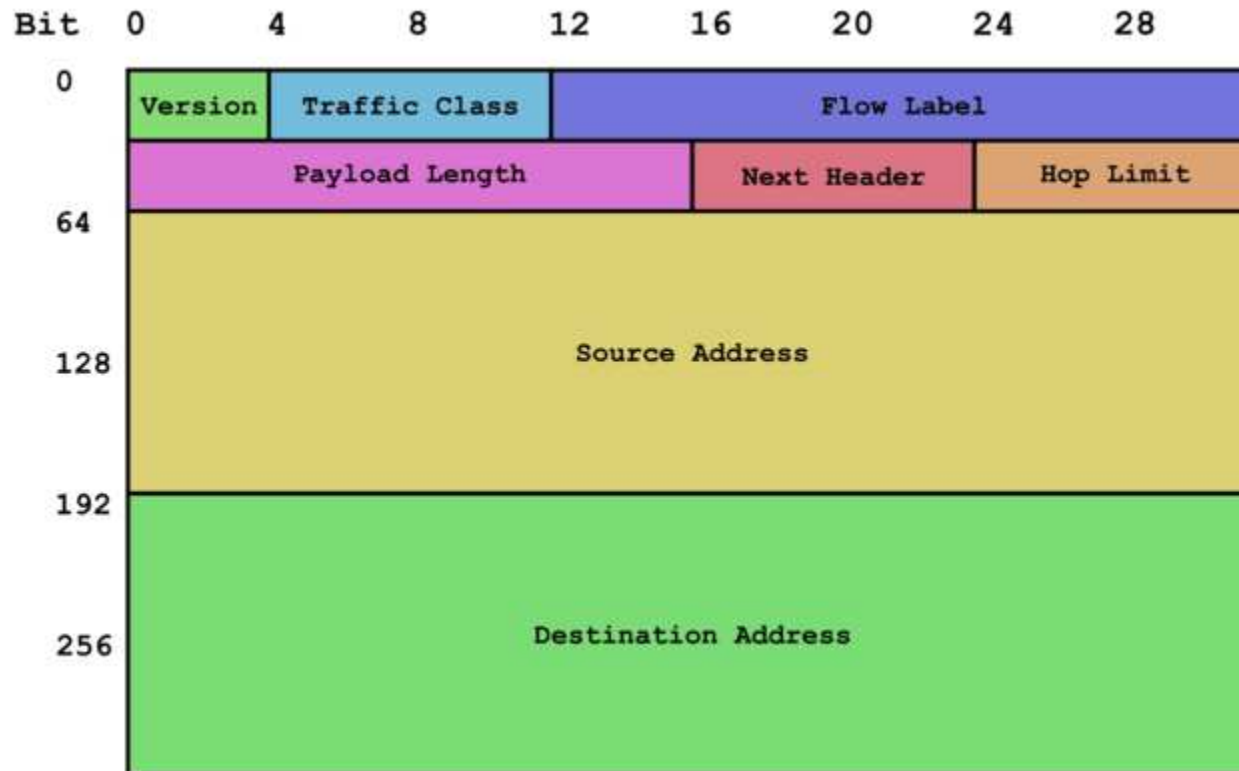 Bit 0 4 8 12 16 20 24 28
0
Version Traffic Class Flow Label
Payload Length Next Header Hop Limit
64
Source Address
128
192
Destination Address
256